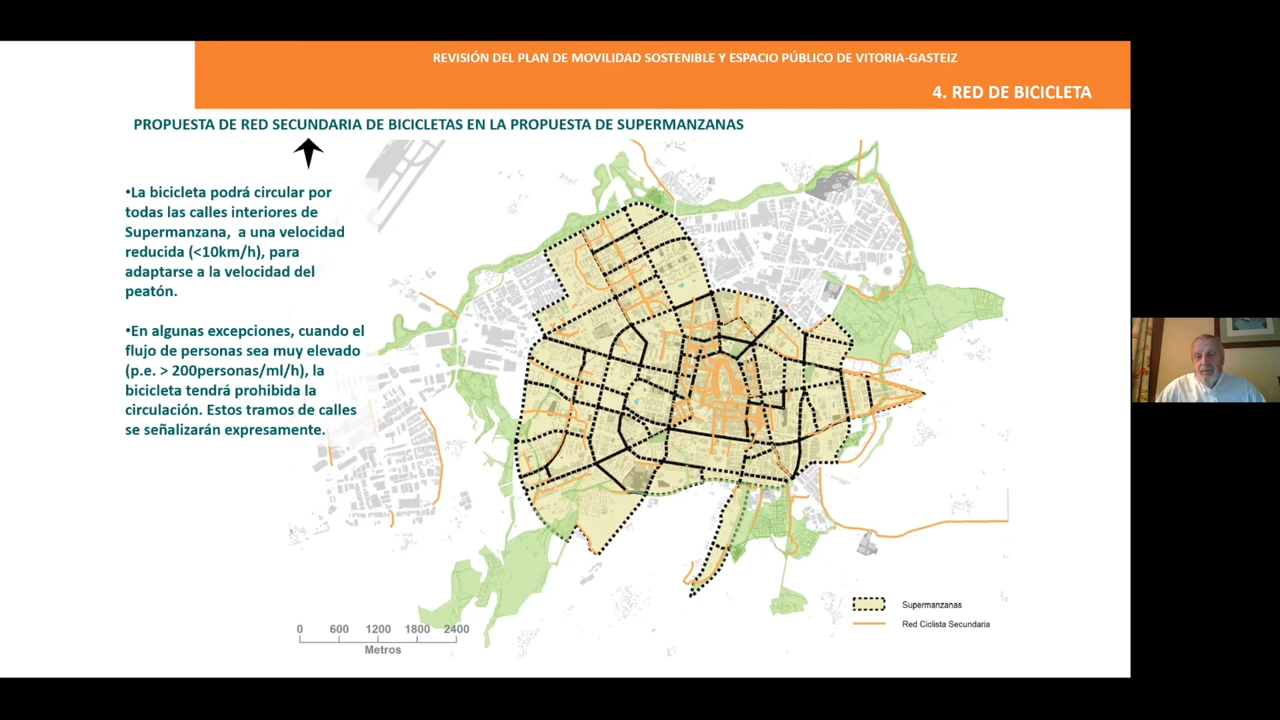 REVISIÓN DEL PLAN DE MOVILIDAD SOSTENIBLE Y ESPACIO PÚBLICO DE VITORIA-GASTEIZ
4. RED DE BICICLETA
PROPUESTA DE RED SECUNDARIA DE BICICLETAS EN LA PROPUESTA DE SUPERMANZANAS
•La bicicleta podrá circular por
todas las calles interiores de
Supermanzana, a una velocidad
reducida (<10km/h), para
adaptarse a la velocidad del
peatón.
•En algunas excepciones, cuando el
flujo de personas sea muy elevado
(p.e. > 200personas/ml/h), la
bicicleta tendrá prohibida la
circulación. Estos tramos de calles
se señalizarán expresamente.
Supermanzanas
Red Ciclista Secundaria
0 600 1200 1800 2400
Metros